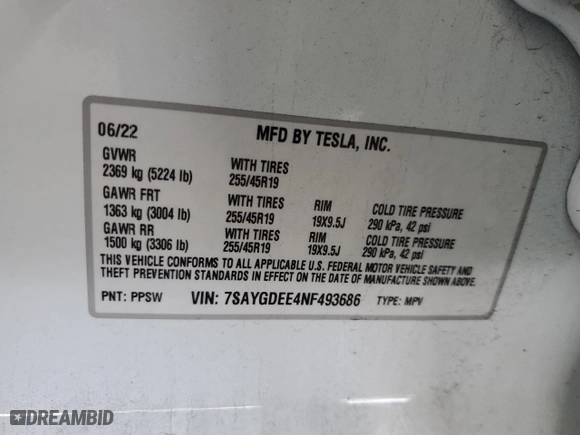 06/22 MFD BY TESLA, INC.
GVWR WITH TIRES
2369 kg (5224 lb) 255/45R19
GAWR FRT WITH TIRES RIM COLD TIRE PRESSURE
1363 kg (3004 lb) 255/45R19 19X9.5J 290 kPa, 42 psi
GAWR RR WITH TIRES RIM COLD TIRE PRESSURE
1500 kg (3306 lb) 255/45R19 19X9.5J 290 kPa, 42 psi
THIS VEHICLE CONFORMS TO ALL APPLICABLE U.S. FEDERAL MOTOR VEHICLE SAFETY AND
THEFT PREVENTION STANDARDS IN EFFECT ON THE DATE OF MANUFACTURE SHOWN ABOVE.
PNT: PPSW VIN: 7SAYGDEE4NF493686 TYPE: MPV
DREAMBID